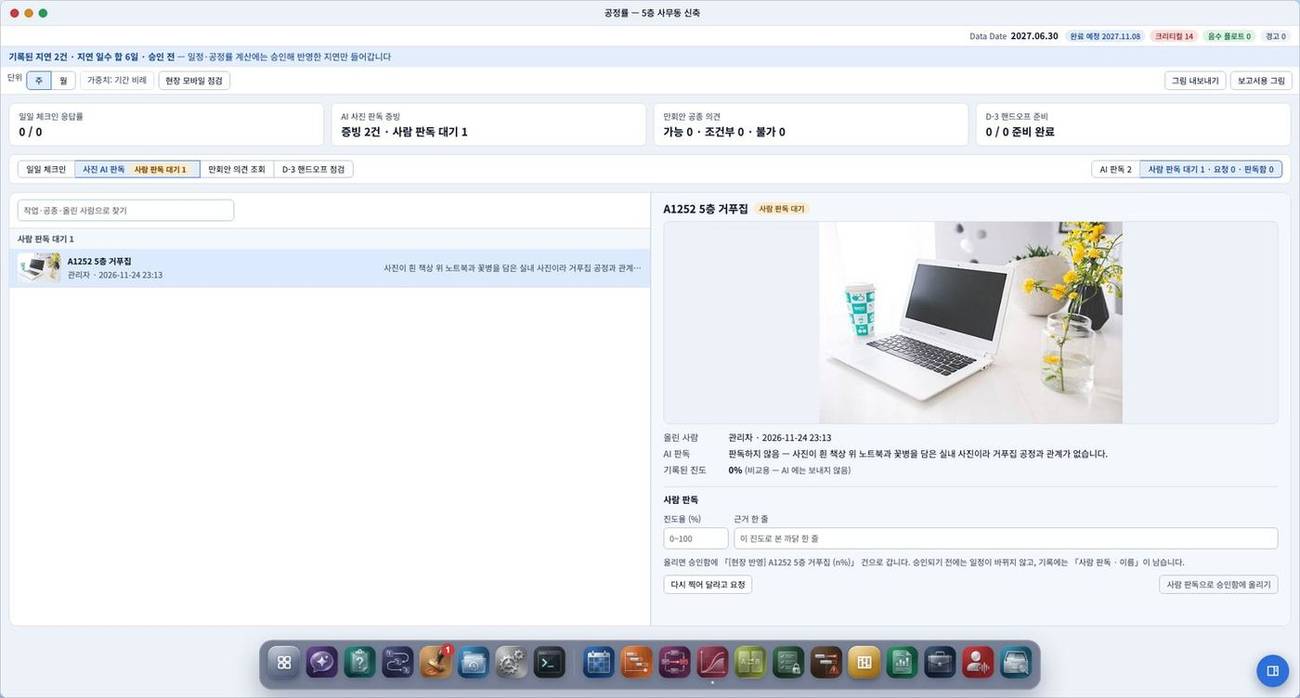 공정률 — 5층 사무동 신축
Data Date 2027.06.30 완료 예정 2027.11.08 크리티컬 14 음수 플로트 0 경고 0
기록된 지연 2건 · 지연 일수 합 6일 · 승인 전 — 일정·공정률 계산에는 승인해 반영한 지연만 들어갑니다
단위 주 월 가중치: 기간 비례 현장 모바일 점검 그림 내보내기 보고서용 그림
일일 체크인 응답률
0 / 0
AI 사진 판독 증빙
증빙 2건 · 사람 판독 대기 1
만회안 공종 의견
가능 0 · 조건부 0 · 불가 0
D-3 핸드오프 준비
0 / 0 준비 완료
일일 체크인 사진 AI 판독 사람 판독 대기 1 만회안 의견 조회 D-3 핸드오프 점검 AI 판독 2 사람 판독 대기 1 · 요청 0 · 판독함 0
작업·공종·올린 사람으로 찾기
사람 판독 대기 1
A1252 5층 거푸집
관리자 · 2026-11-24 23:13
사진이 흰 책상 위 노트북과 꽃병을 담은 실내 사진이라 거푸집 공정과 관계…
A1252 5층 거푸집 사람 판독 대기
올린 사람 관리자 · 2026-11-24 23:13
AI 판독 판독하지 않음 — 사진이 흰 책상 위 노트북과 꽃병을 담은 실내 사진이라 거푸집 공정과 관계가 없습니다.
기록된 진도 0% (비교용 — AI 에는 보내지 않음)
사람 판독
진도율 (%) 근거 한 줄
0~100 이 진도로 본 까닭 한 줄
올리면 승인함에 「[현장 반영] A1252 5층 거푸집 (n%)」 건으로 갑니다. 승인되기 전에는 일정이 바뀌지 않고, 기록에는 「사람 판독 · 이름」이 남습니다.
다시 찍어 달라고 요청 사람 판독으로 승인함에 올리기
1